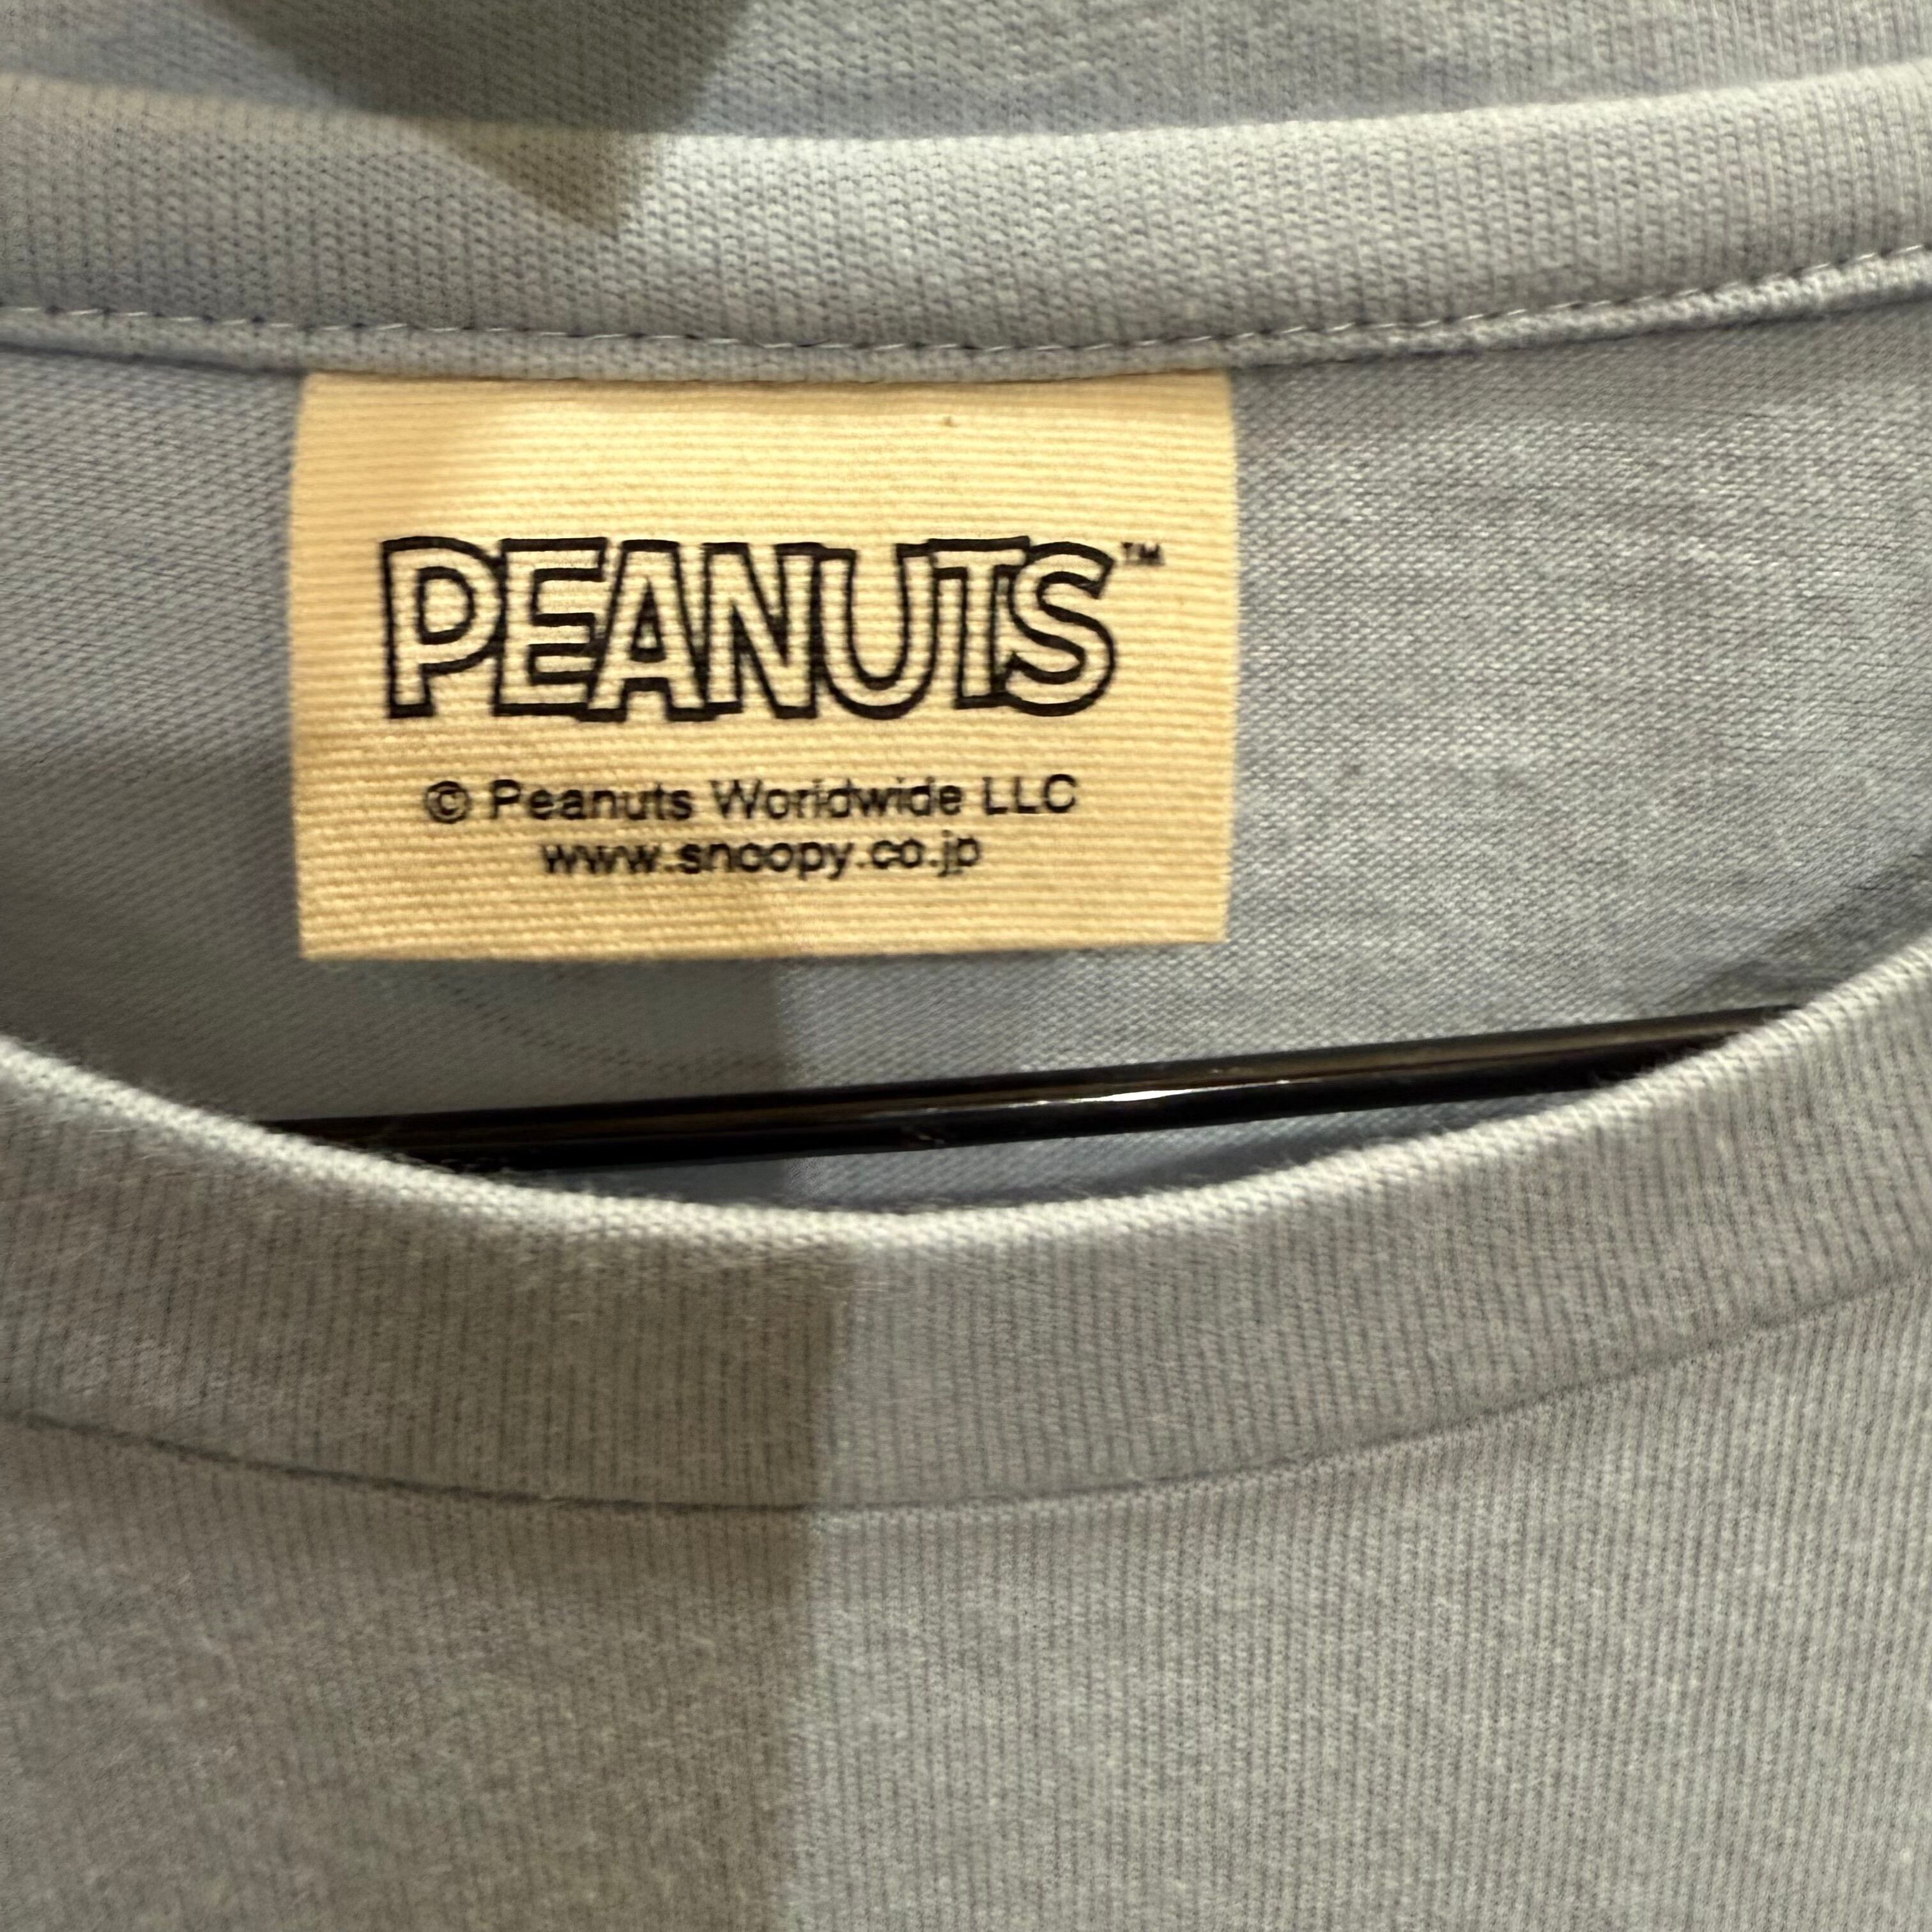 PEANUTS™
© Peanuts Worldwide LLC
www.snoopy.co.jp